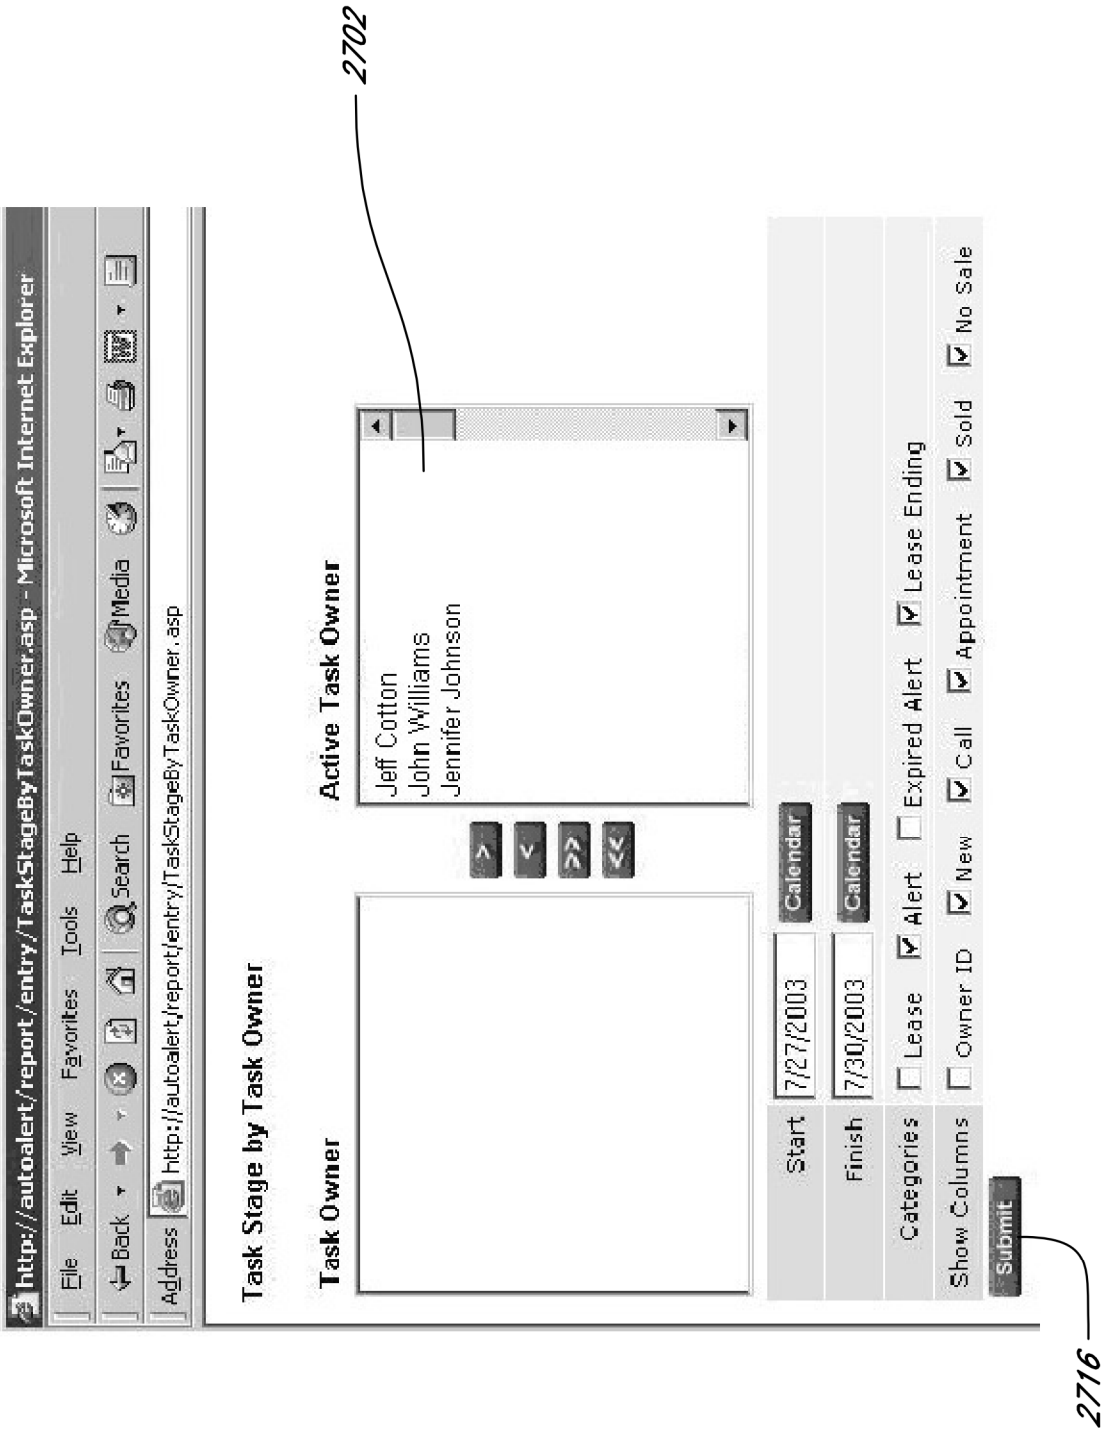 http://autoalert/report/entry/TaskStageByTaskOwner.asp - Microsoft Internet Explorer
File Edit View Favorites Tools Help
Back Search Favorites Media
Address http://autoalert/report/entry/TaskStageByTaskOwner.asp
Task Stage by Task Owner
Task Owner Active Task Owner
Jeff Cotton
John Williams
Jennifer Johnson
>
<
>>
<<
2702
Start 7/27/2003 Calendar
Finish 7/30/2003 Calendar
Categories Lease Alert Expired Alert Lease Ending
Show Columns Owner ID New Call Appointment Sold No Sale
Submit
2716